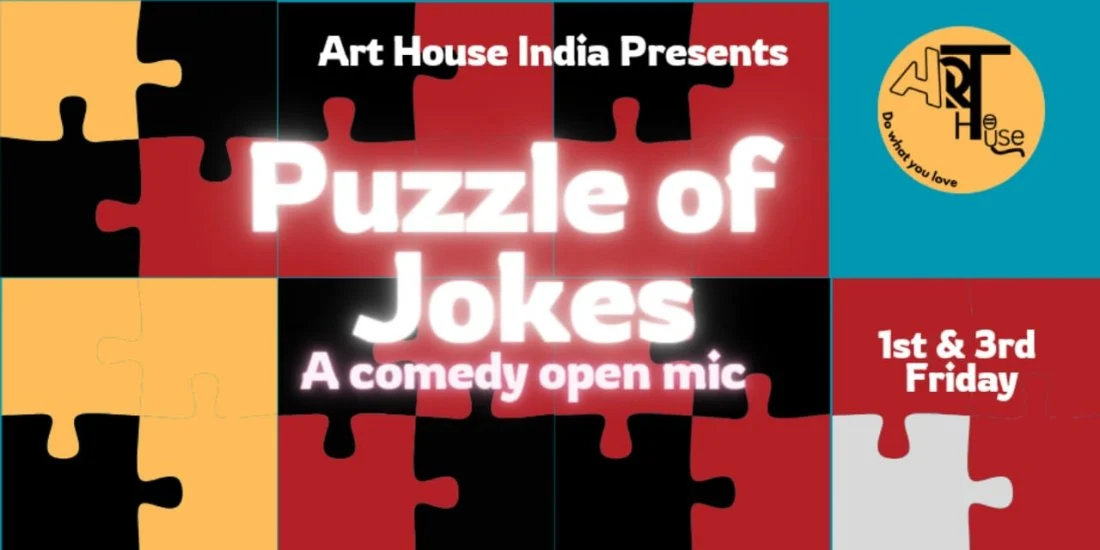 Art House India Presents
Puzzle of
Jokes
A comedy open mic
ART
House
Do what you love
1st & 3rd
Friday